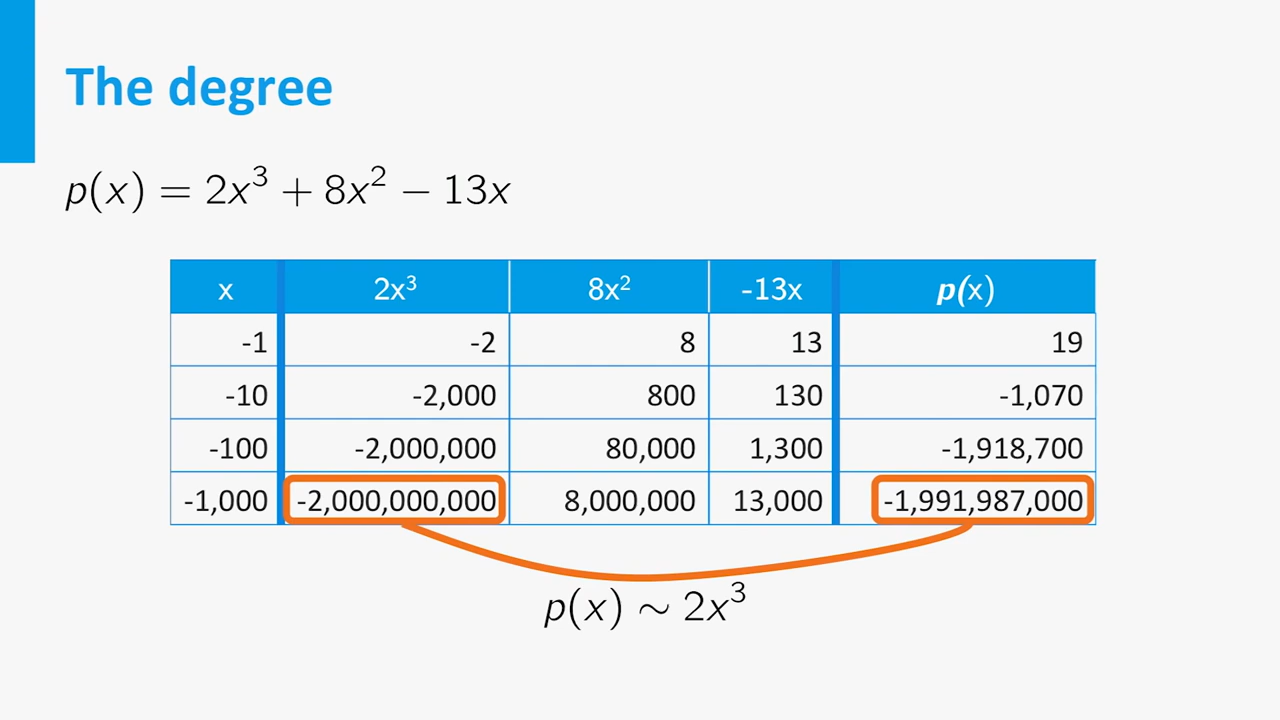 The degree
p(x) = 2x³ + 8x² − 13x
x 2x³ 8x² -13x p(x)
-1 -2 8 13 19
-10 -2,000 800 130 -1,070
-100 -2,000,000 80,000 1,300 -1,918,700
-1,000 -2,000,000,000 8,000,000 13,000 -1,991,987,000
p(x) ∼ 2x³